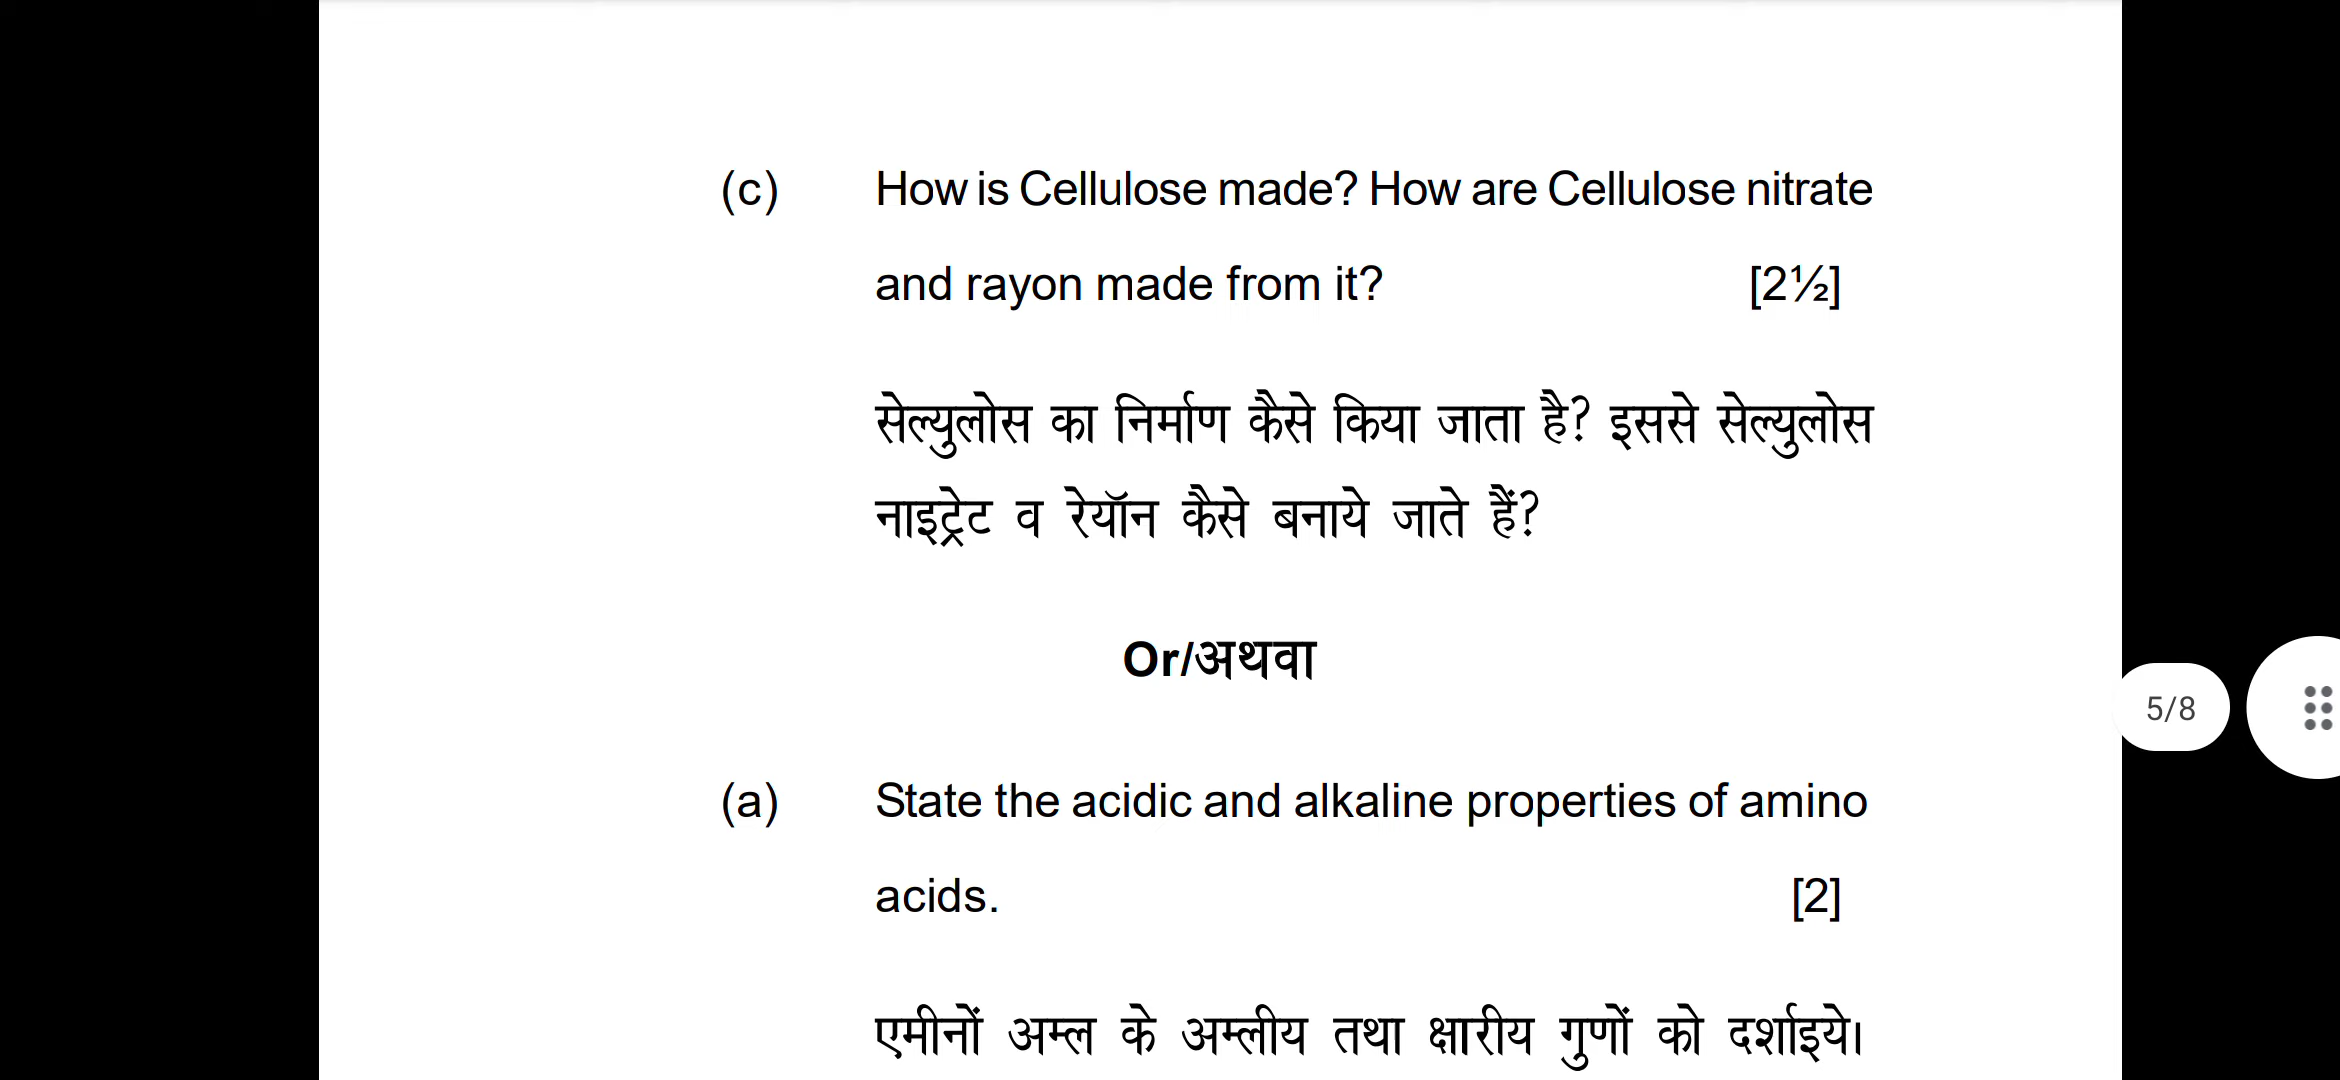 (c) How is Cellulose made? How are Cellulose nitrate
and rayon made from it? [2½]
सेल्युलोस का निर्माण कैसे किया जाता है? इससे सेल्युलोस
नाइट्रेट व रेयॉन कैसे बनाये जाते हैं?
Or/अथवा
5/8
(a) State the acidic and alkaline properties of amino
acids. [2]
एमीनों अम्ल के अम्लीय तथा क्षारीय गुणों को दर्शाइये।